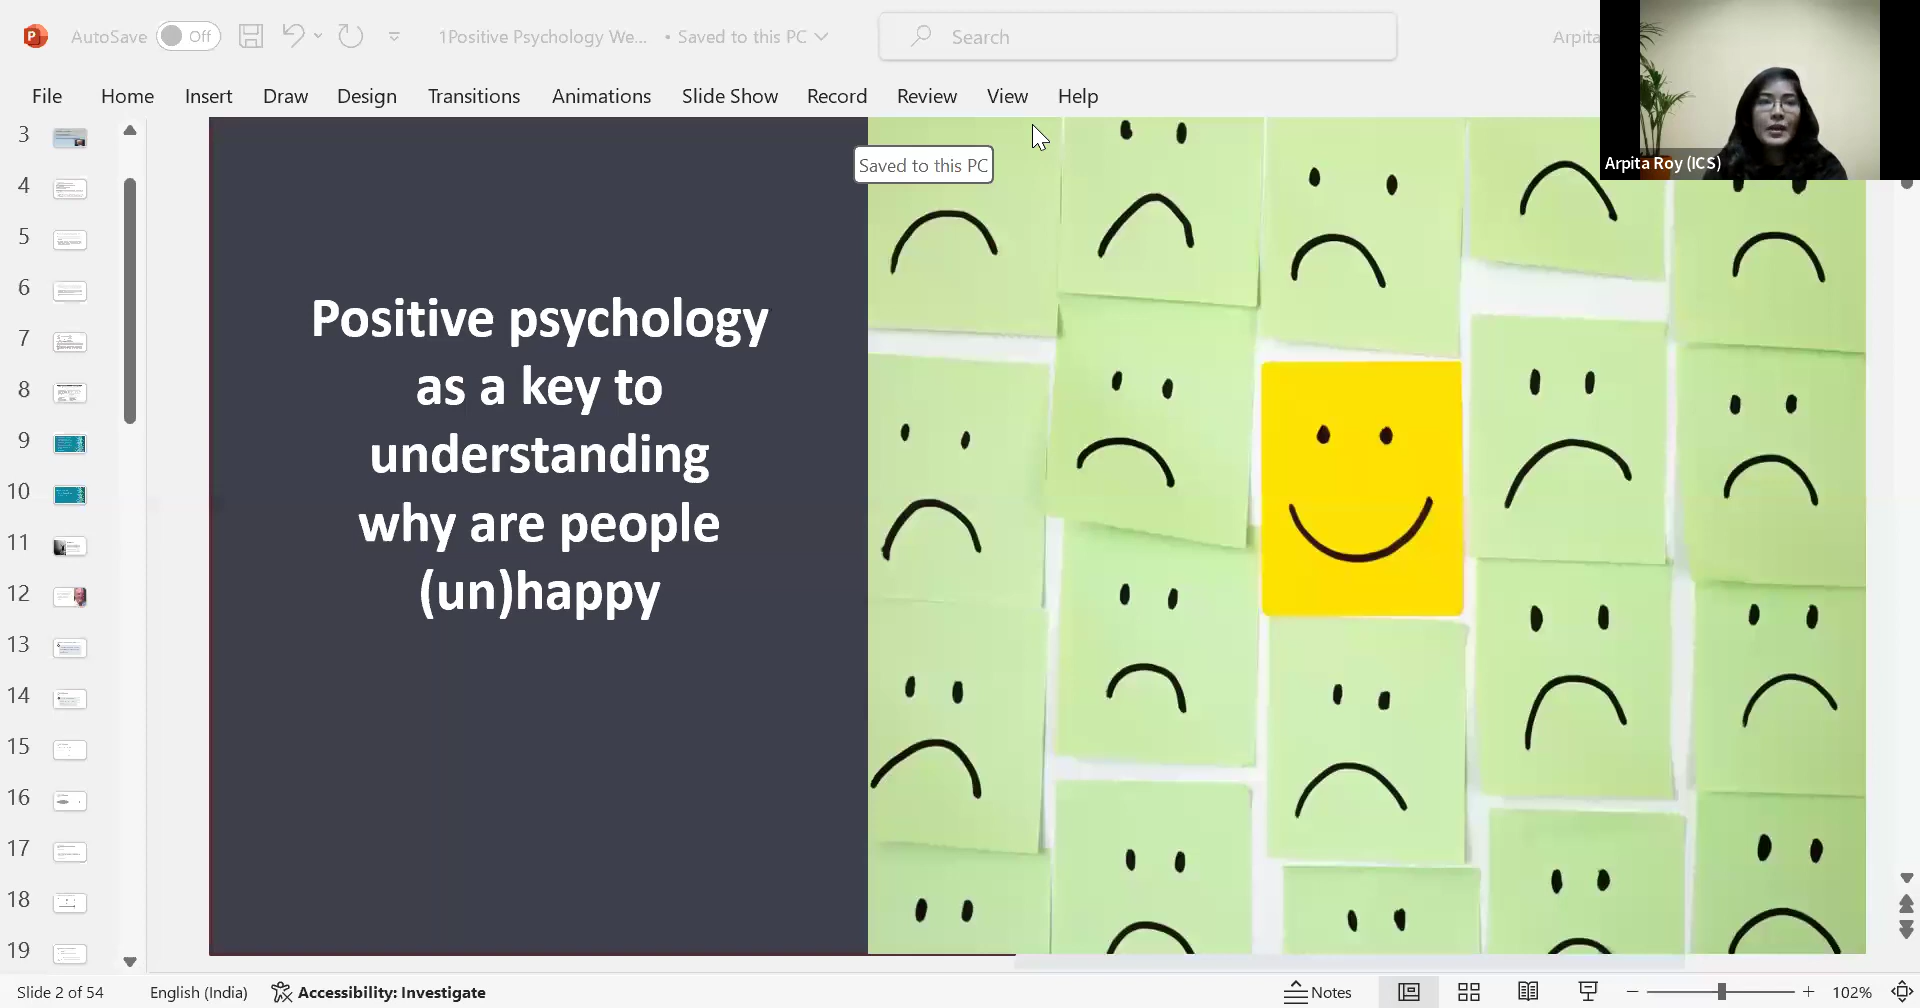 P
AutoSave Off
1Positive Psychology We... • Saved to this PC
Search
Arpita
File Home Insert Draw Design Transitions Animations Slide Show Record Review View Help
Saved to this PC
Arpita Roy (ICS)
3
4
5
6
7
8
9
10
11
12
13
14
15
16
17
18
19
Positive psychology
as a key to
understanding
why are people
(un)happy
Slide 2 of 54 English (India) Accessibility: Investigate Notes 102%